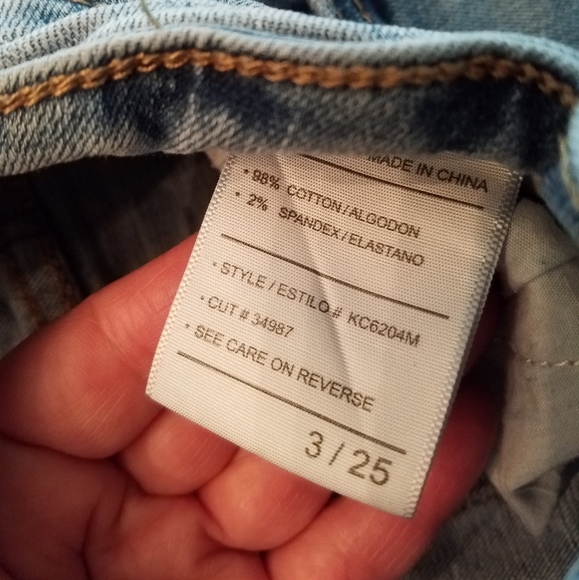 MADE IN CHINA
• 98% COTTON/ALGODON
• 2% SPANDEX/ELASTANO
• STYLE / ESTILO # KC6204M
• CUT # 34987
• SEE CARE ON REVERSE
3 / 25